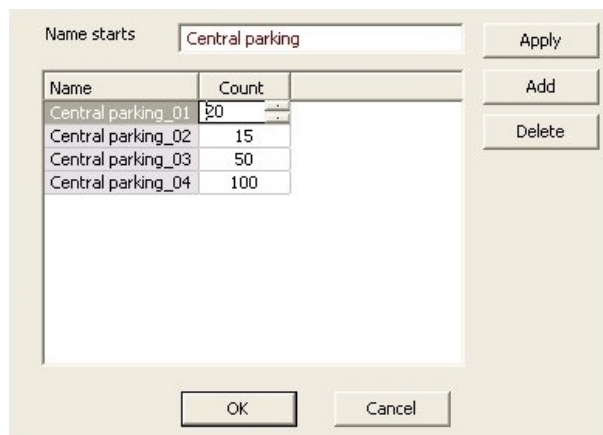 Name starts Central parking Apply
Name Count Add
Central parking_01 20
Central parking_02 15 Delete
Central parking_03 50
Central parking_04 100
OK Cancel